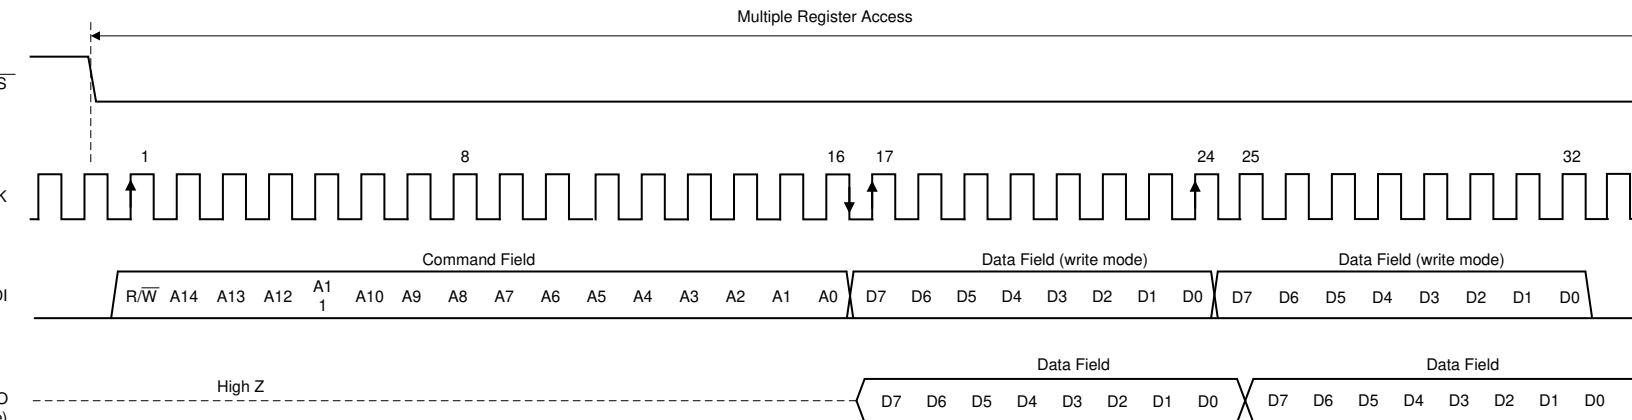 Multiple Register Access
S
1 8 16 17 24 25 32
K
Command Field Data Field (write mode) Data Field (write mode)
DI R/W A14 A13 A12 A11 A10 A9 A8 A7 A6 A5 A4 A3 A2 A1 A0 D7 D6 D5 D4 D3 D2 D1 D0 D7 D6 D5 D4 D3 D2 D1 D0
Data Field Data Field
High Z
O D7 D6 D5 D4 D3 D2 D1 D0 D7 D6 D5 D4 D3 D2 D1 D0